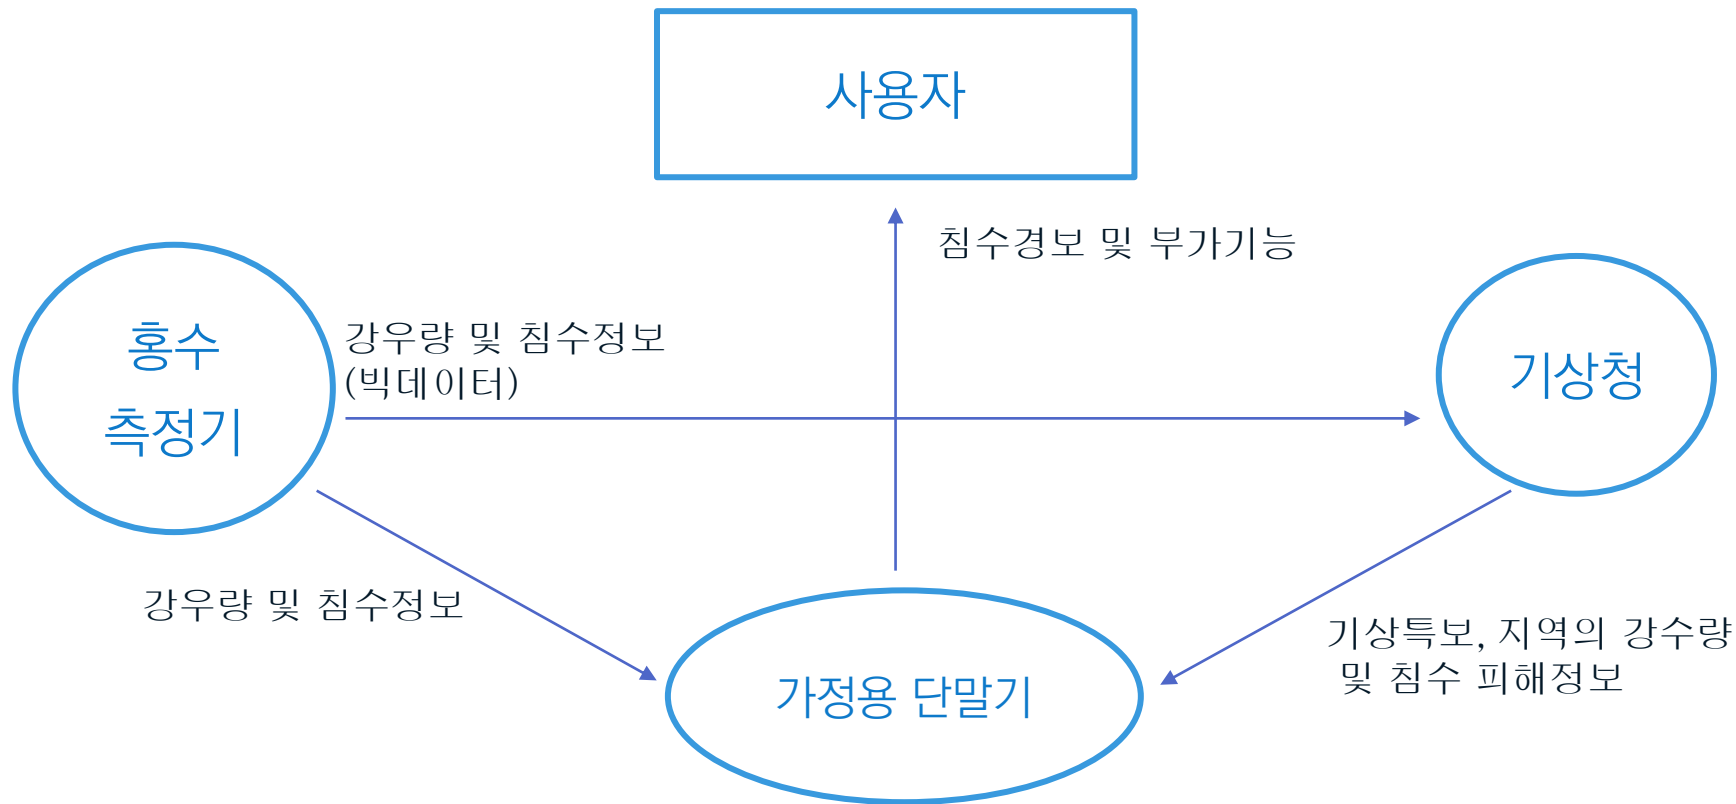 사용자
침수경보 및 부가기능
홍수
측정기
강우량 및 침수정보
(빅데이터)
기상청
강우량 및 침수정보
기상특보, 지역의 강수량
및 침수 피해정보
가정용 단말기